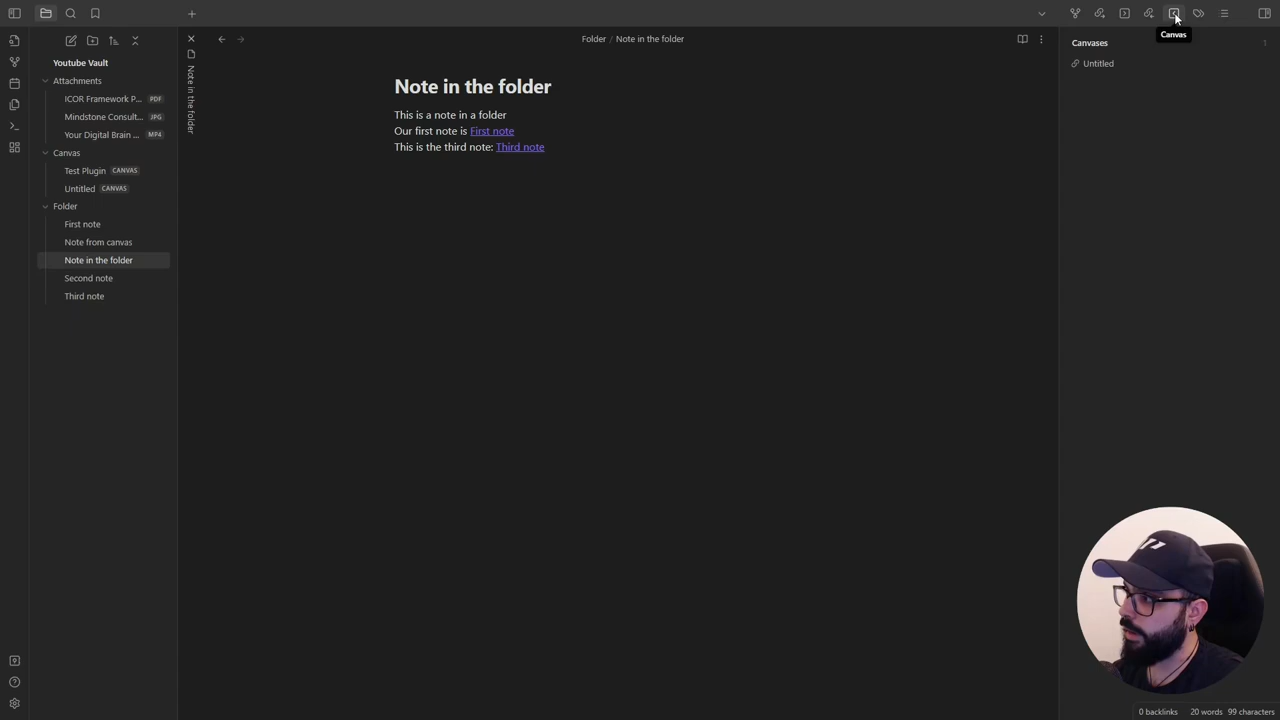 Youtube Vault
Attachments
ICOR Framework P... PDF
Mindstone Consult... JPG
Your Digital Brain ... MP4
Canvas
Test Plugin CANVAS
Untitled CANVAS
Folder
First note
Note from canvas
Note in the folder
Second note
Third note
Note in the folder
Folder / Note in the folder
Note in the folder
This is a note in a folder
Our first note is First note
This is the third note: Third note
Canvas
Canvases 1
Untitled
0 backlinks 20 words 99 characters